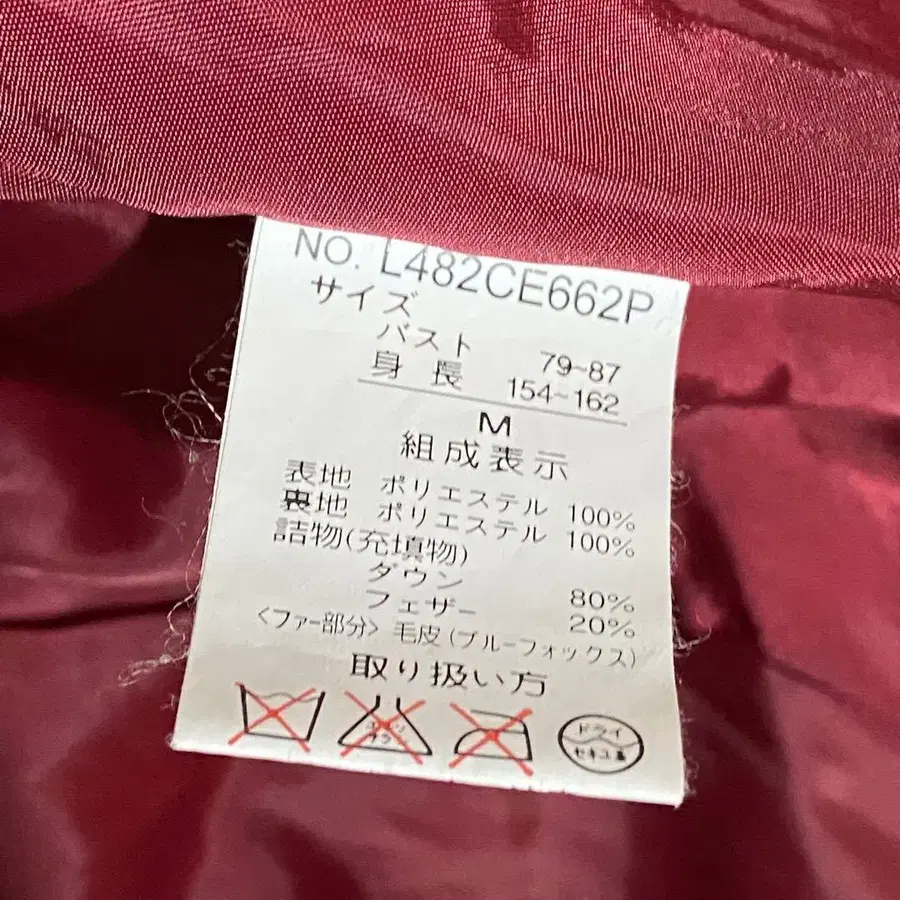 NO. L482CE662P
サイズ
バスト 79~87
身長 154~162
M
組成表示
表地 ポリエステル 100%
裏地 ポリエステル 100%
詰物(充填物)
ダウン 80%
フェザー 20%
<ファー部分> 毛皮(ブルーフォックス)
取り扱い方
ドライ
セキユ系